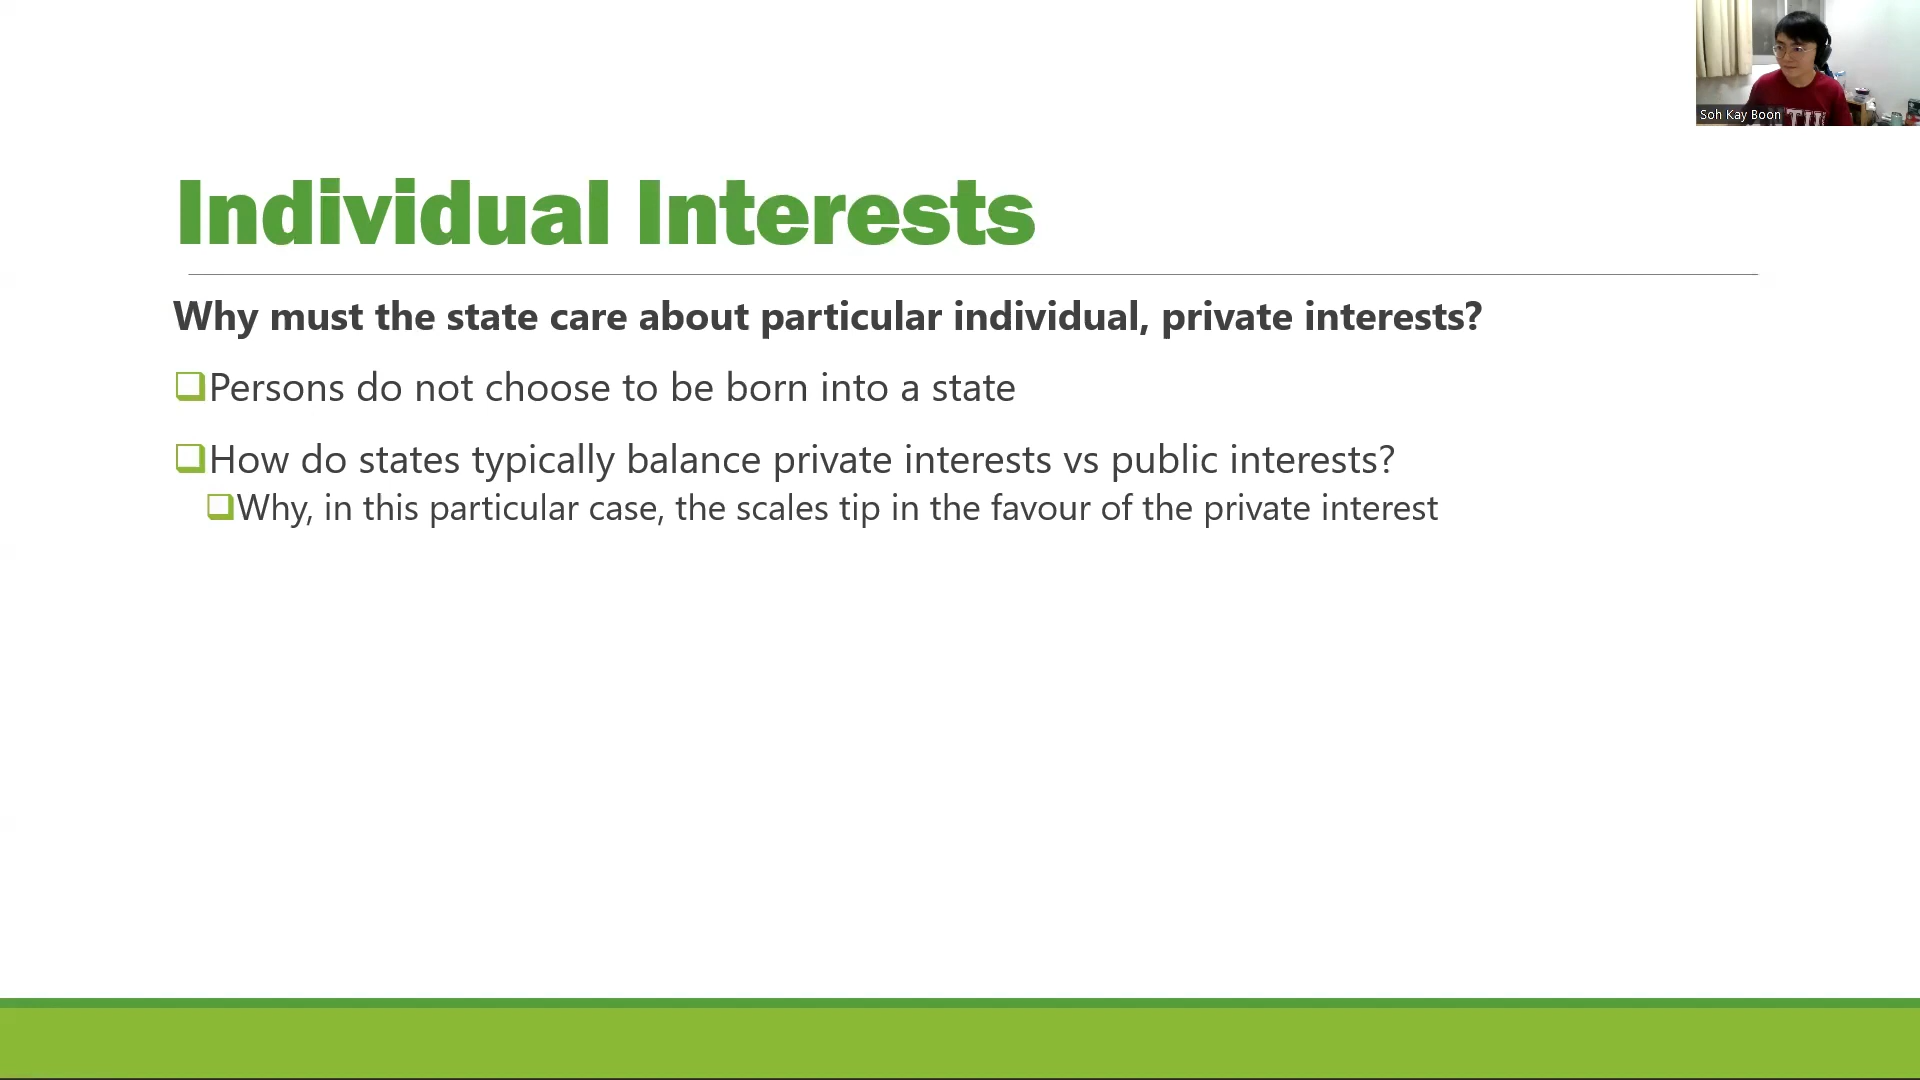 Soh Kay Boon
Individual Interests
Why must the state care about particular individual, private interests?
Persons do not choose to be born into a state
How do states typically balance private interests vs public interests?
Why, in this particular case, the scales tip in the favour of the private interest